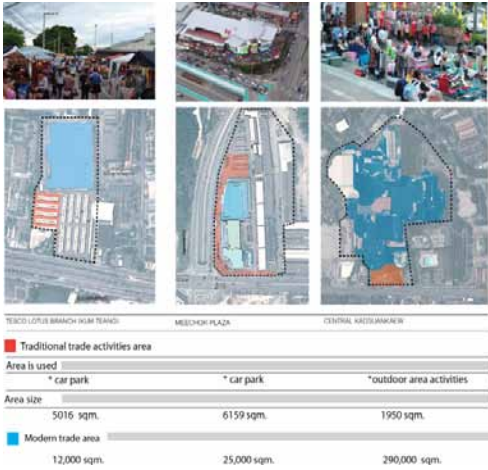 TESCO LOTUS BRANCH (KUM TEANG)
MEECHOK PLAZA
CENTRAL KADSUANKAEW
Traditional trade activities area
Area is used
* car park
* car park
*outdoor area activities
Area size
5016 sqm.
6159 sqm.
1950 sqm.
Modern trade area
12,000 sqm.
25,000 sqm.
290,000 sqm.